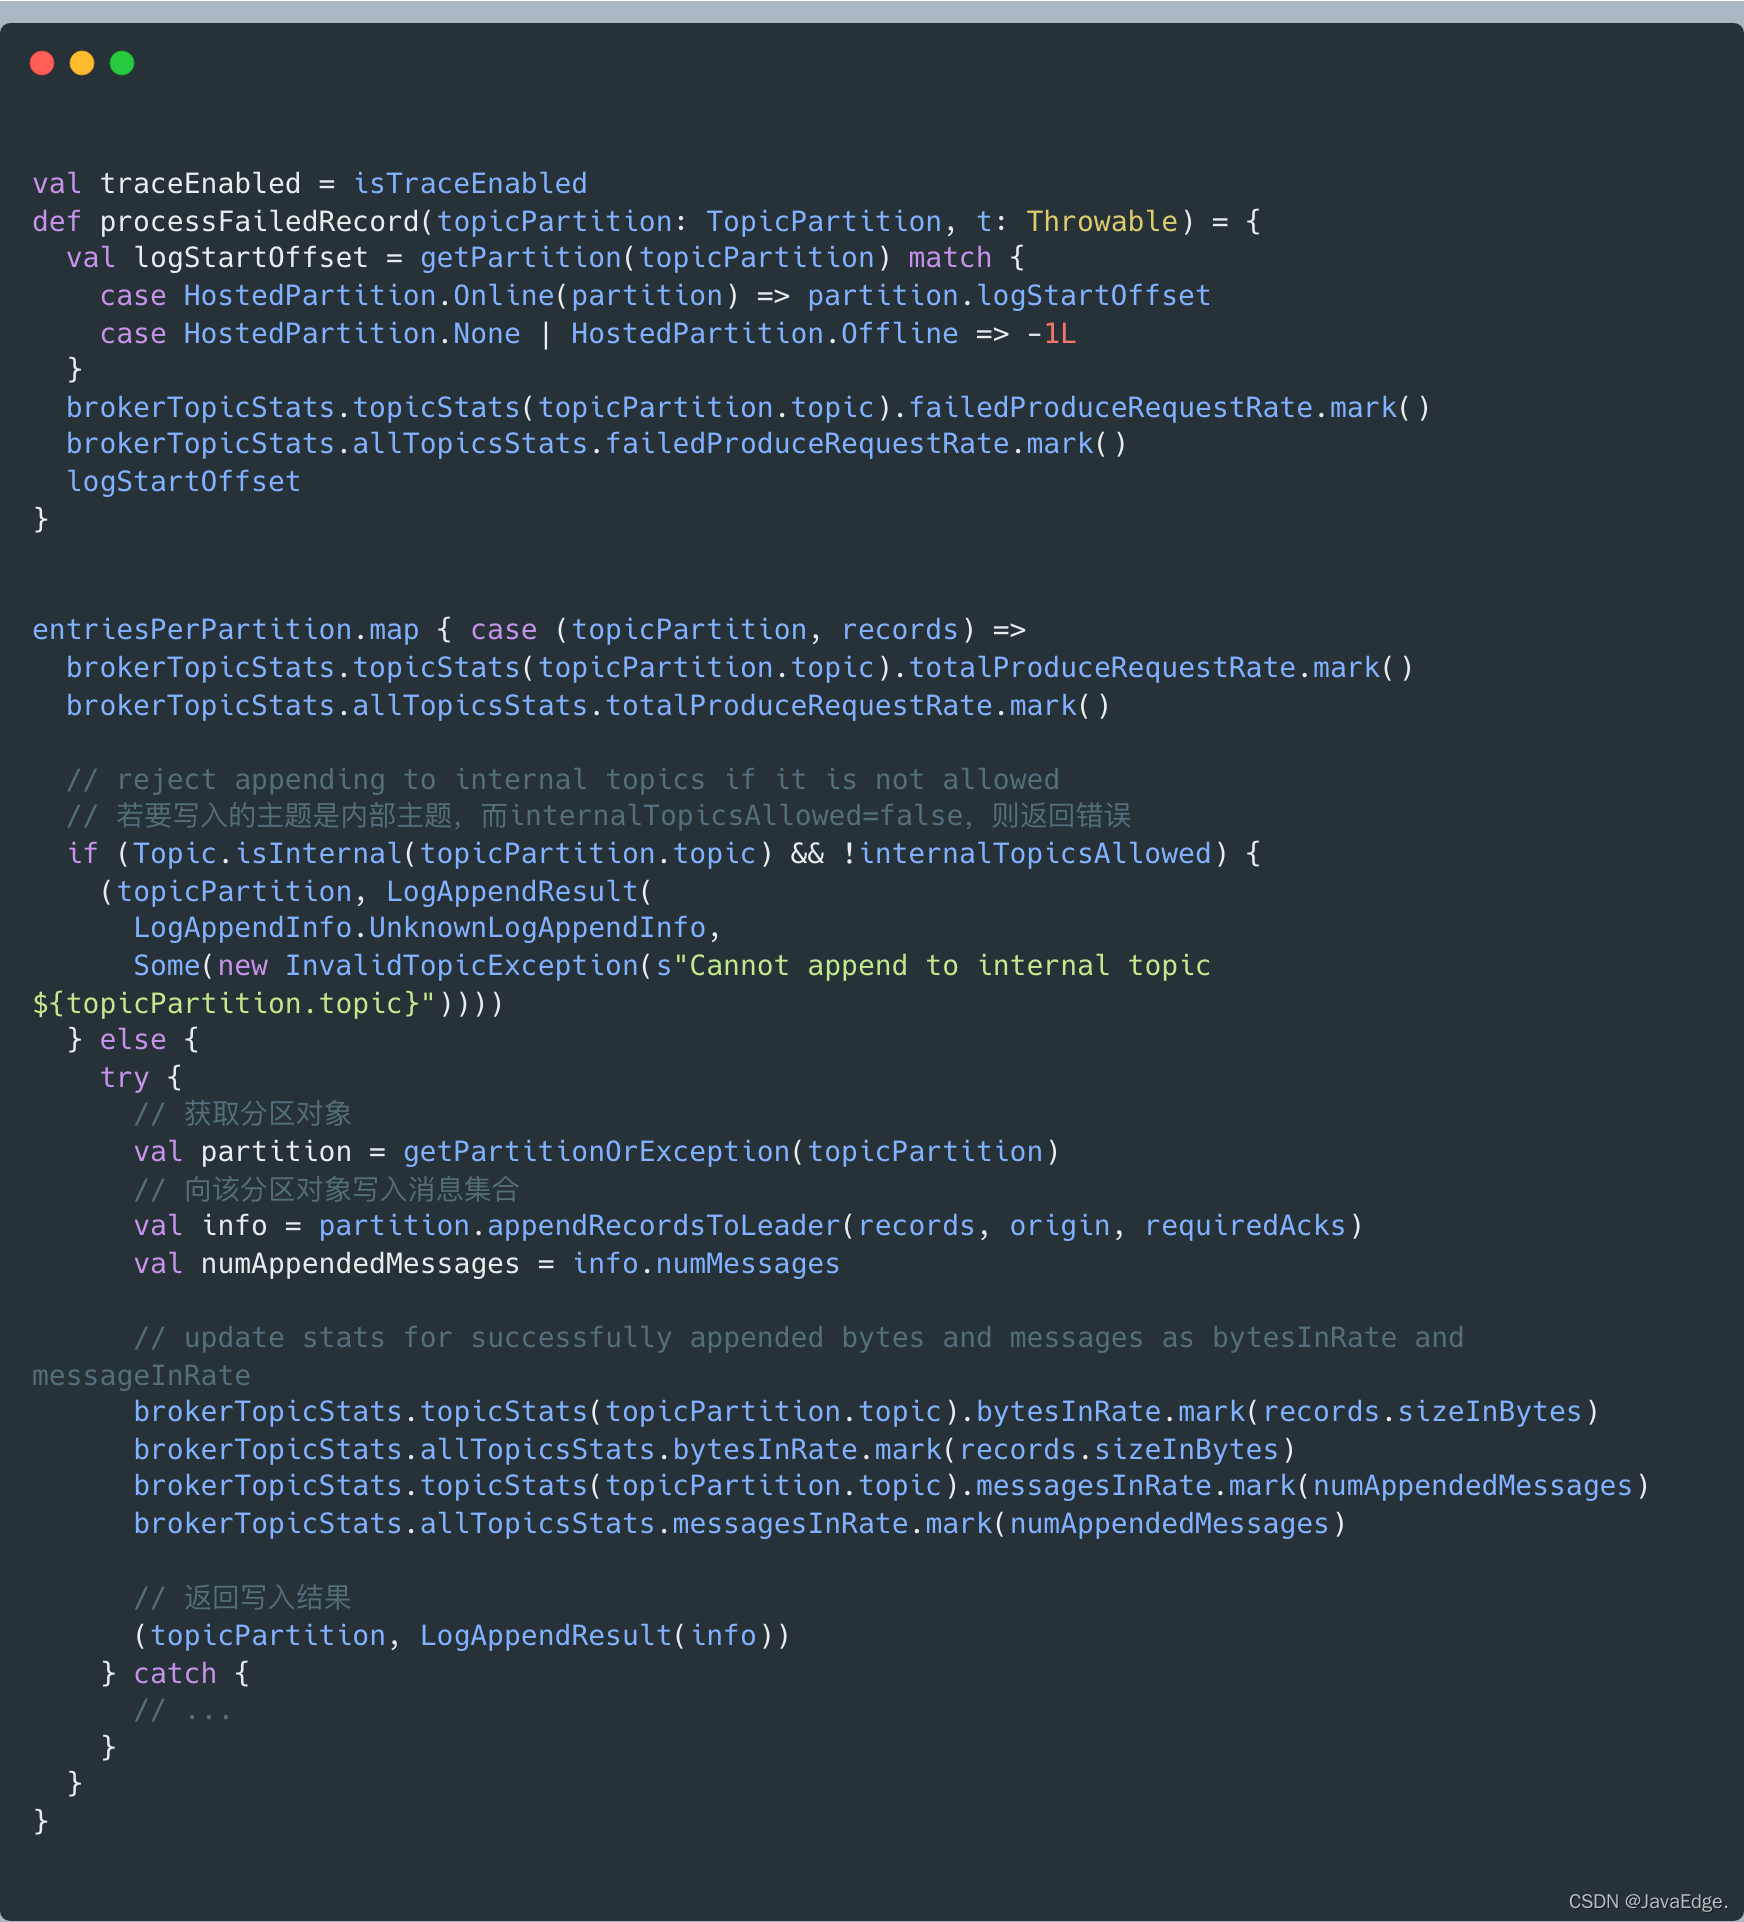 val traceEnabled = isTraceEnabled
def processFailedRecord(topicPartition: TopicPartition, t: Throwable) = {
  val logStartOffset = getPartition(topicPartition) match {
    case HostedPartition.Online(partition) => partition.logStartOffset
    case HostedPartition.None | HostedPartition.Offline => -1L
  }
  brokerTopicStats.topicStats(topicPartition.topic).failedProduceRequestRate.mark()
  brokerTopicStats.allTopicsStats.failedProduceRequestRate.mark()
  logStartOffset
}
entriesPerPartition.map { case (topicPartition, records) =>
  brokerTopicStats.topicStats(topicPartition.topic).totalProduceRequestRate.mark()
  brokerTopicStats.allTopicsStats.totalProduceRequestRate.mark()
  // reject appending to internal topics if it is not allowed
  // 若要写入的主题是内部主题，而internalTopicsAllowed=false，则返回错误
  if (Topic.isInternal(topicPartition.topic) && !internalTopicsAllowed) {
    (topicPartition, LogAppendResult(
      LogAppendInfo.UnknownLogAppendInfo,
      Some(new InvalidTopicException(s"Cannot append to internal topic
${topicPartition.topic}"))))
  } else {
    try {
      // 获取分区对象
      val partition = getPartitionOrException(topicPartition)
      // 向该分区对象写入消息集合
      val info = partition.appendRecordsToLeader(records, origin, requiredAcks)
      val numAppendedMessages = info.numMessages
      // update stats for successfully appended bytes and messages as bytesInRate and
messageInRate
      brokerTopicStats.topicStats(topicPartition.topic).bytesInRate.mark(records.sizeInBytes)
      brokerTopicStats.allTopicsStats.bytesInRate.mark(records.sizeInBytes)
      brokerTopicStats.topicStats(topicPartition.topic).messagesInRate.mark(numAppendedMessages)
      brokerTopicStats.allTopicsStats.messagesInRate.mark(numAppendedMessages)
      // 返回写入结果
      (topicPartition, LogAppendResult(info))
    } catch {
      // ...
    }
  }
}
CSDN @JavaEdge.